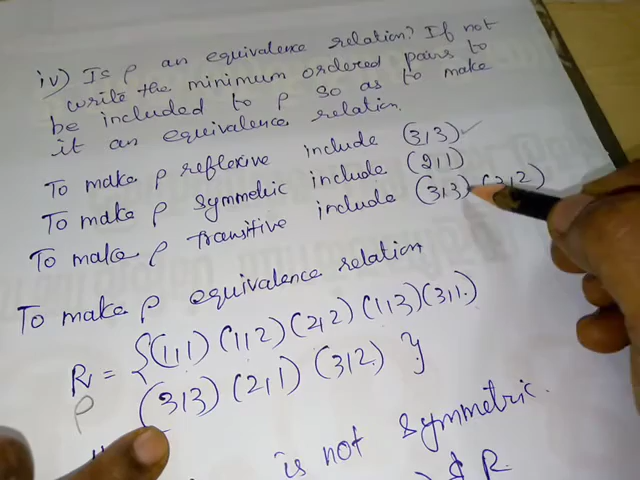 iv) Is ρ an equivalence relation? If not
write the minimum ordered pairs to
be included to ρ so as to make
it an equivalence relation.
To make ρ reflexive include (3,3) ✓
To make ρ symmetric include (2,1)
To make ρ transitive include (3,3) (3,2)
To make ρ equivalence relation
R = {(1,1) (1,2) (2,2) (1,3) (3,1)
ρ (3,3) (2,1) (3,2) }
is not symmetric.
∉ R.